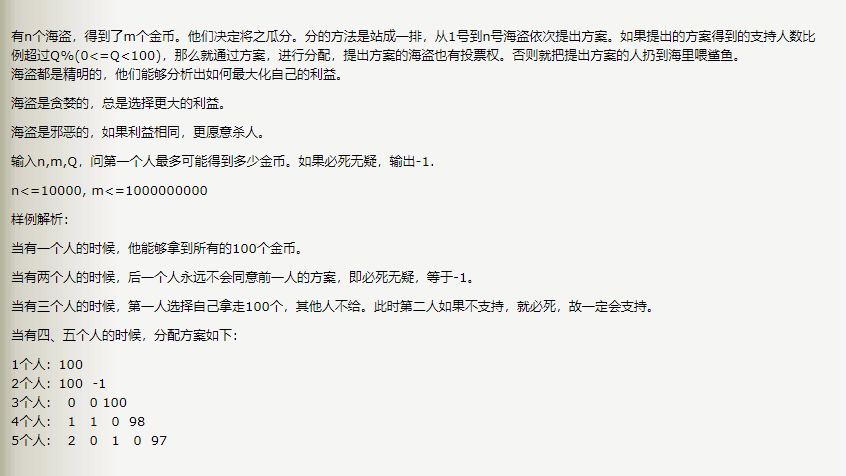 有n个海盗，得到了m个金币。他们决定将之瓜分。分的方法是站成一排，从1号到n号海盗依次提出方案。如果提出的方案得到的支持人数比
例超过Q%(0<=Q<100)，那么就通过方案，进行分配，提出方案的海盗也有投票权。否则就把提出方案的人扔到海里喂鲨鱼。
海盗都是精明的，他们能够分析出如何最大化自己的利益。
海盗是贪婪的，总是选择更大的利益。
海盗是邪恶的，如果利益相同，更愿意杀人。
输入n,m,Q，问第一个人最多可能得到多少金币。如果必死无疑，输出-1.
n<=10000, m<=1000000000
样例解析：
当有一个人的时候，他能够拿到所有的100个金币。
当有两个人的时候，后一个人永远不会同意前一人的方案，即必死无疑，等于-1。
当有三个人的时候，第一人选择自己拿走100个，其他人不给。此时第二人如果不支持，就必死，故一定会支持。
当有四、五个人的时候，分配方案如下：
1个人：100
2个人：100 -1
3个人： 0 0 100
4个人： 1 1 0 98
5个人： 2 0 1 0 97